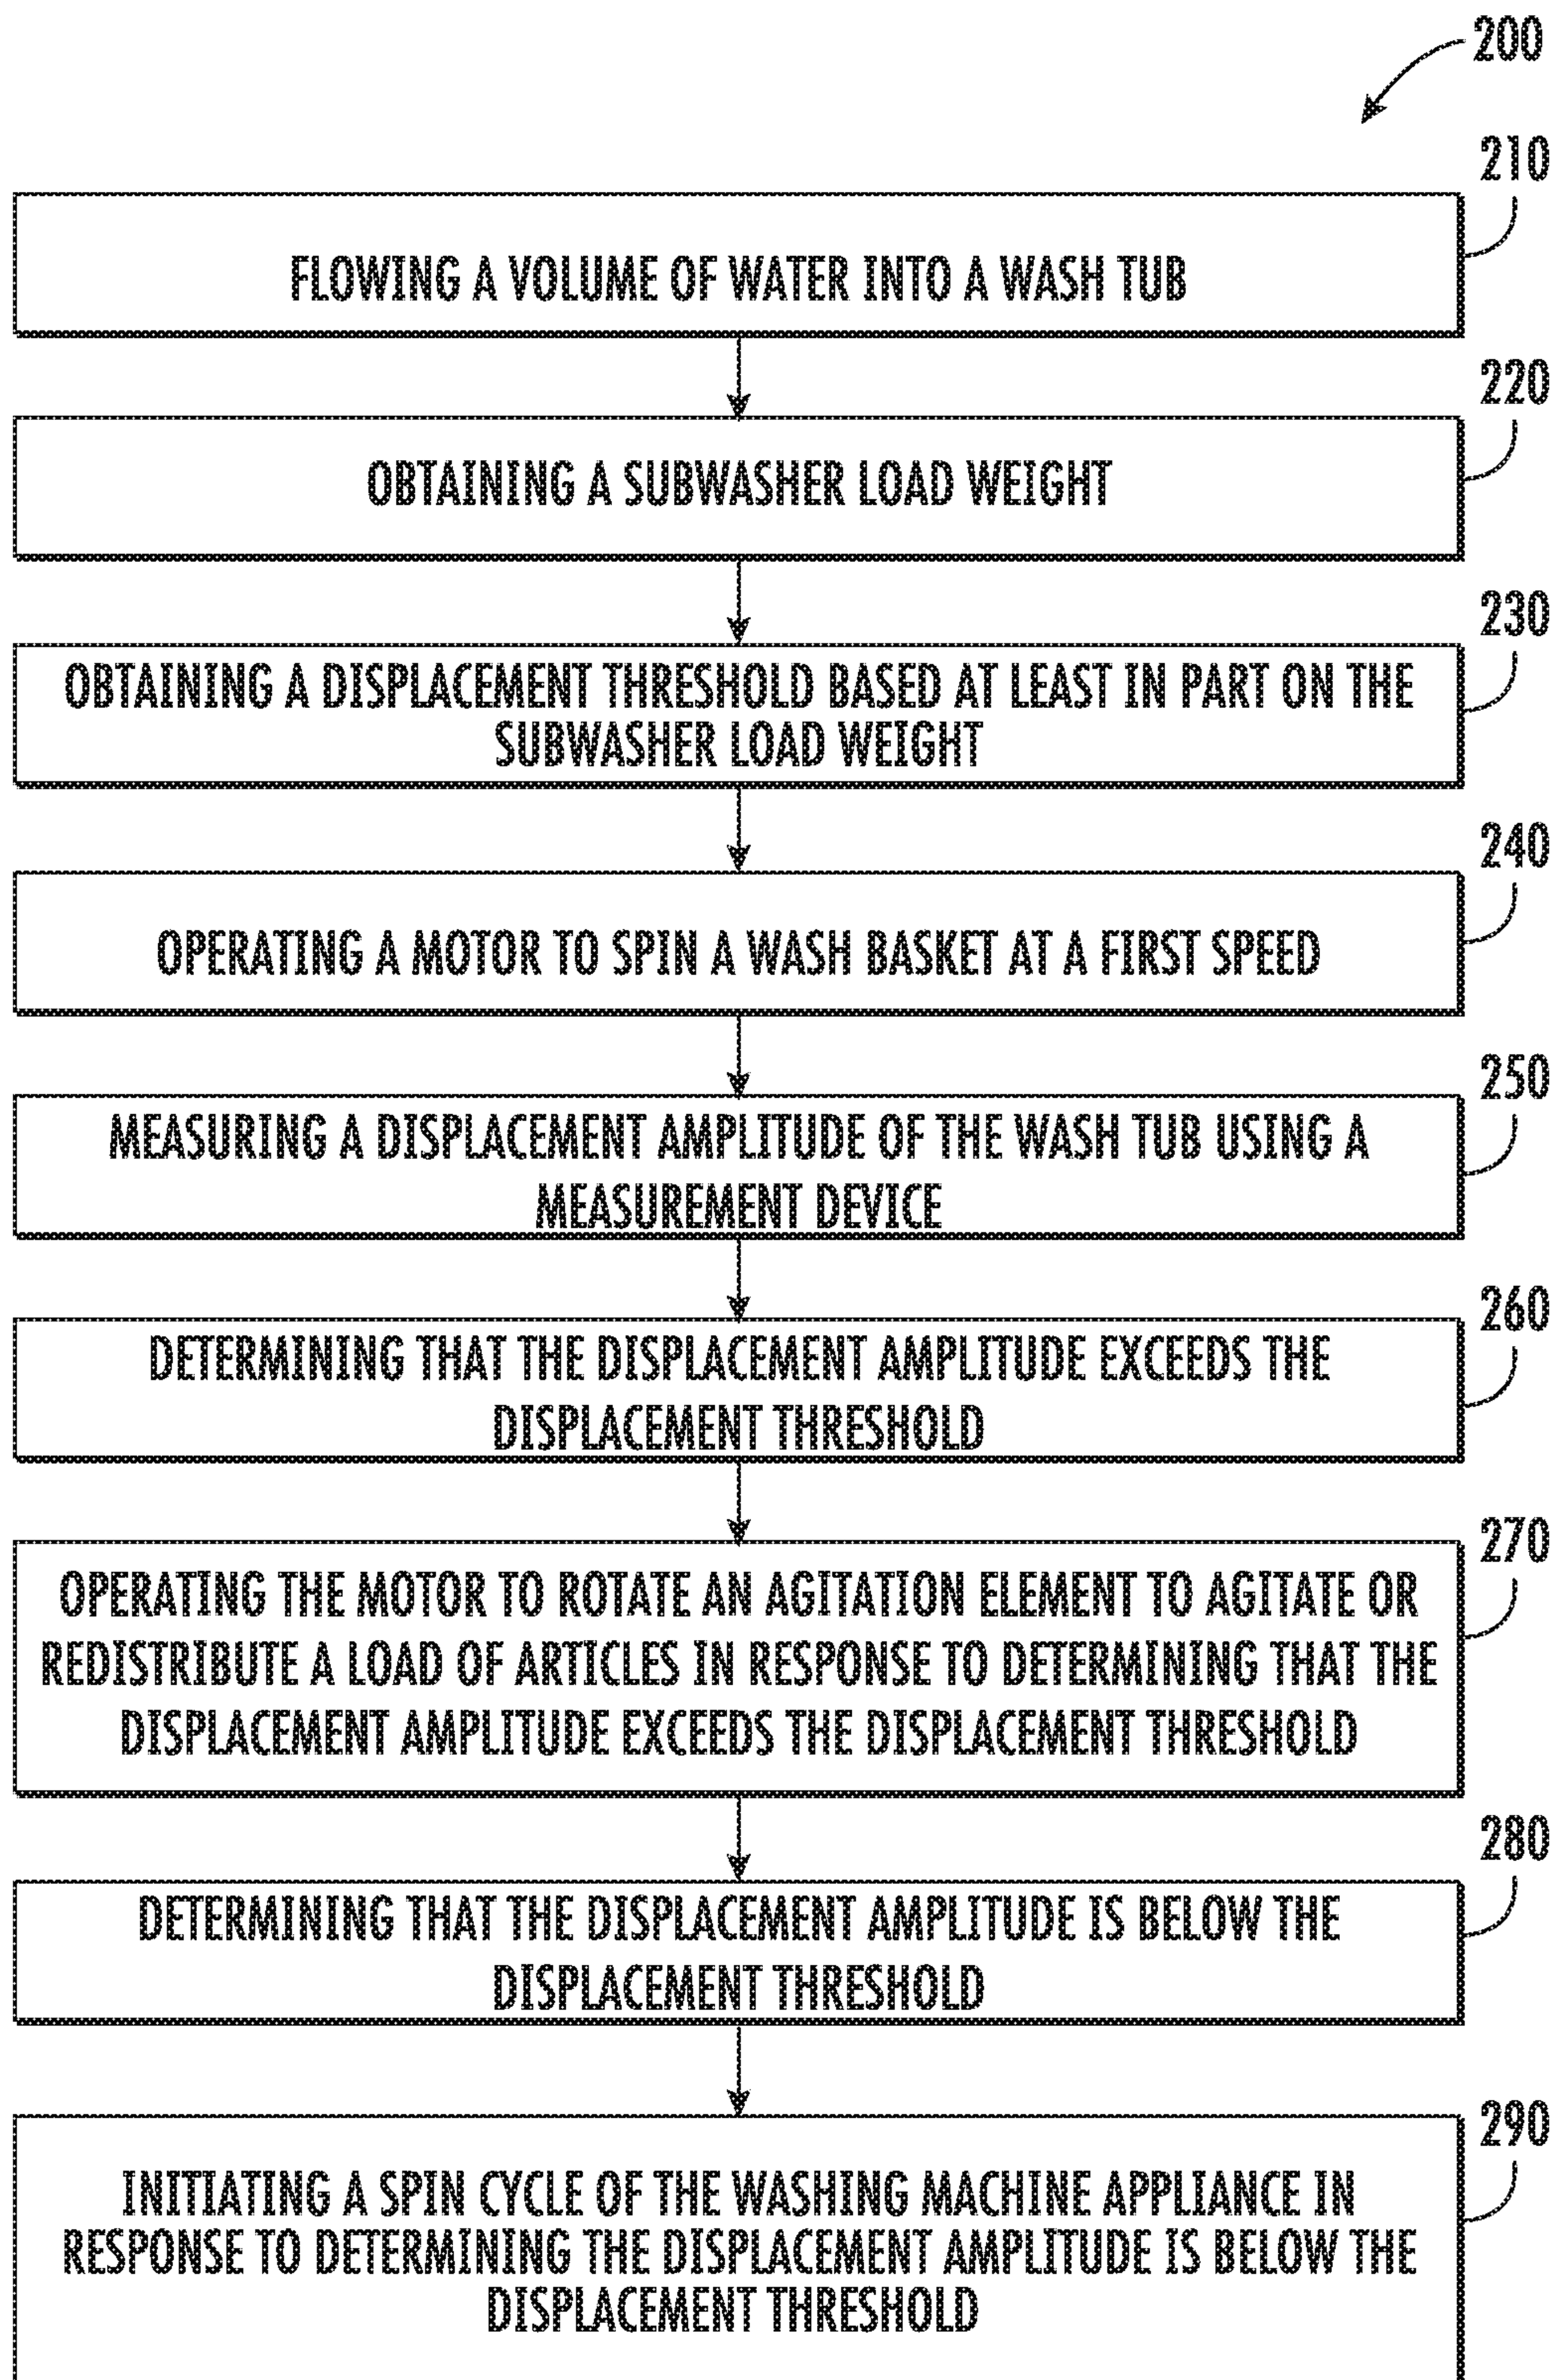 200
210
FLOWING A VOLUME OF WATER INTO A WASH TUB
220
OBTAINING A SUBWASHER LOAD WEIGHT
230
OBTAINING A DISPLACEMENT THRESHOLD BASED AT LEAST IN PART ON THE
SUBWASHER LOAD WEIGHT
240
OPERATING A MOTOR TO SPIN A WASH BASKET AT A FIRST SPEED
250
MEASURING A DISPLACEMENT AMPLITUDE OF THE WASH TUB USING A
MEASUREMENT DEVICE
260
DETERMINING THAT THE DISPLACEMENT AMPLITUDE EXCEEDS THE
DISPLACEMENT THRESHOLD
270
OPERATING THE MOTOR TO ROTATE AN AGITATION ELEMENT TO AGITATE OR
REDISTRIBUTE A LOAD OF ARTICLES IN RESPONSE TO DETERMINING THAT THE
DISPLACEMENT AMPLITUDE EXCEEDS THE DISPLACEMENT THRESHOLD
280
DETERMINING THAT THE DISPLACEMENT AMPLITUDE IS BELOW THE
DISPLACEMENT THRESHOLD
290
INITIATING A SPIN CYCLE OF THE WASHING MACHINE APPLIANCE IN
RESPONSE TO DETERMINING THE DISPLACEMENT AMPLITUDE IS BELOW THE
DISPLACEMENT THRESHOLD